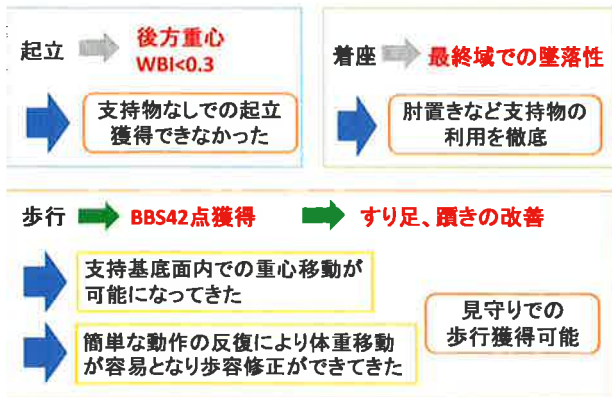 起立
後方重心
WBI<0.3
支持物なしでの起立
獲得できなかった
着座
最終域での墜落性
肘置きなど支持物の
利用を徹底
歩行
BBS42点獲得
すり足、躓きの改善
支持基底面内での重心移動が
可能になってきた
簡単な動作の反復により体重移動
が容易となり歩容修正ができてきた
見守りでの
歩行獲得可能